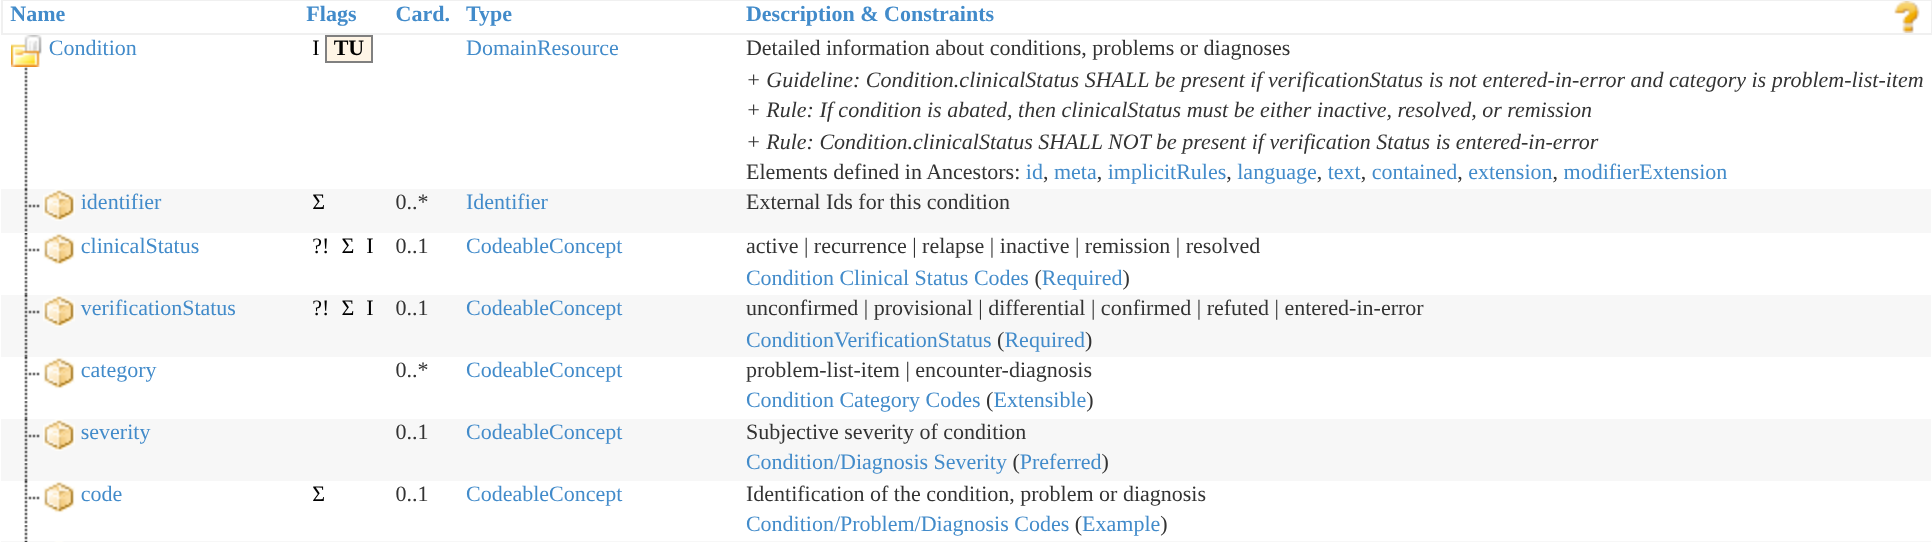 Name Flags Card. Type Description & Constraints
Condition I TU DomainResource Detailed information about conditions, problems or diagnoses
+ Guideline: Condition.clinicalStatus SHALL be present if verificationStatus is not entered-in-error and category is problem-list-item
+ Rule: If condition is abated, then clinicalStatus must be either inactive, resolved, or remission
+ Rule: Condition.clinicalStatus SHALL NOT be present if verification Status is entered-in-error
Elements defined in Ancestors: id, meta, implicitRules, language, text, contained, extension, modifierExtension
identifier Σ 0..* Identifier External Ids for this condition
clinicalStatus ?! Σ I 0..1 CodeableConcept active | recurrence | relapse | inactive | remission | resolved
Condition Clinical Status Codes (Required)
verificationStatus ?! Σ I 0..1 CodeableConcept unconfirmed | provisional | differential | confirmed | refuted | entered-in-error
ConditionVerificationStatus (Required)
category 0..* CodeableConcept problem-list-item | encounter-diagnosis
Condition Category Codes (Extensible)
severity 0..1 CodeableConcept Subjective severity of condition
Condition/Diagnosis Severity (Preferred)
code Σ 0..1 CodeableConcept Identification of the condition, problem or diagnosis
Condition/Problem/Diagnosis Codes (Example)